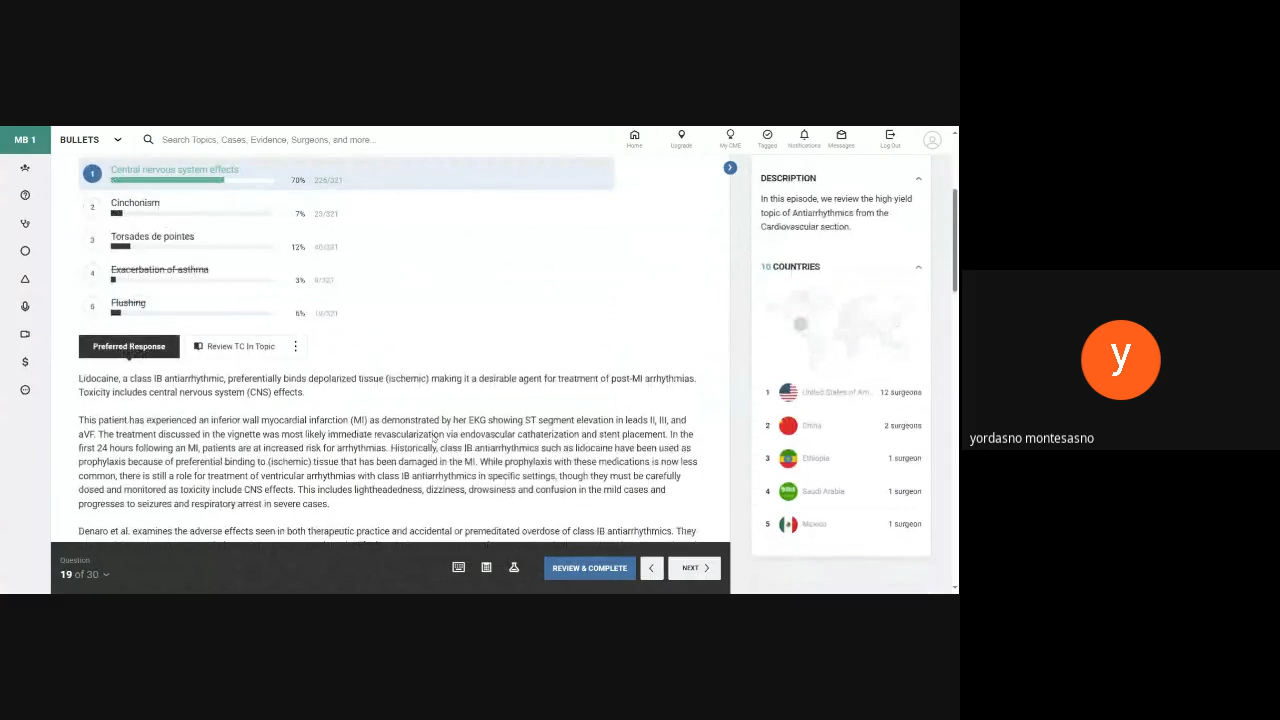 MB 1
BULLETS
Search Topics, Cases, Evidence, Surgeons, and more...
Home
Upgrade
My CME
Tagged
Notifications
Messages
Log Out
1
Central nervous system effects
70%
226/321
2
Cinchonism
7%
23/321
3
Torsades de pointes
12%
40/321
4
Exacerbation of asthma
3%
5
Flushing
6%
Preferred Response
Review TC In Topic
Lidocaine, a class IB antiarrhythmic, preferentially binds depolarized tissue (ischemic) making it a desirable agent for treatment of post-MI arrhythmias.
Toxicity includes central nervous system (CNS) effects.
This patient has experienced an inferior wall myocardial infarction (MI) as demonstrated by her EKG showing ST segment elevation in leads II, III, and
aVF. The treatment discussed in the vignette was most likely immediate revascularization via endovascular catheterization and stent placement. In the
first 24 hours following an MI, patients are at increased risk for arrhythmias. Historically, class IB antiarrhythmics such as lidocaine have been used as
prophylaxis because of preferential binding to (ischemic) tissue that has been damaged in the MI. While prophylaxis with these medications is now less
common, there is still a role for treatment of ventricular arrhythmias with class IB antiarrhythmics in specific settings, though they must be carefully
dosed and monitored as toxicity include CNS effects. This includes lightheadedness, dizziness, drowsiness and confusion in the mild cases and
progresses to seizures and respiratory arrest in severe cases.
Denaro et al. examines the adverse effects seen in both therapeutic practice and accidental or premeditated overdose of class IB antiarrhythmics. They
Question
19 of 30
REVIEW & COMPLETE
NEXT
DESCRIPTION
In this episode, we review the high yield
topic of Antiarrhythmics from the
Cardiovascular section.
18 COUNTRIES
1
United States of Am...
12 surgeons
2
China
2 surgeons
3
Ethiopia
1 surgeon
4
Saudi Arabia
1 surgeon
5
Mexico
1 surgeon
y
yordasno montesasno